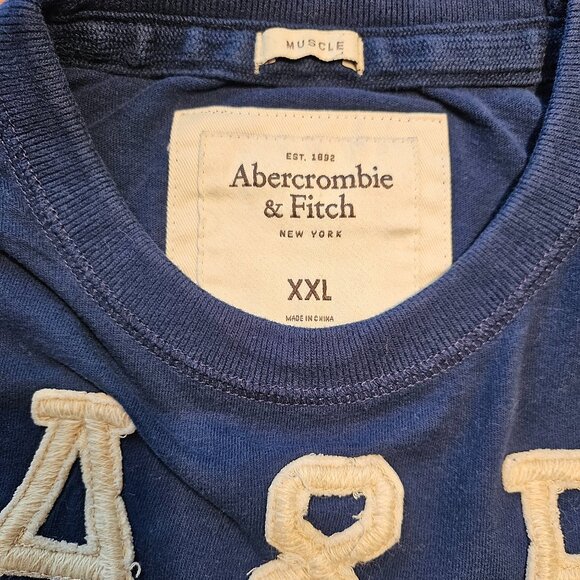 MUSCLE
EST. 1892
Abercrombie
& Fitch
NEW YORK
XXL
MADE IN CHINA
A & F